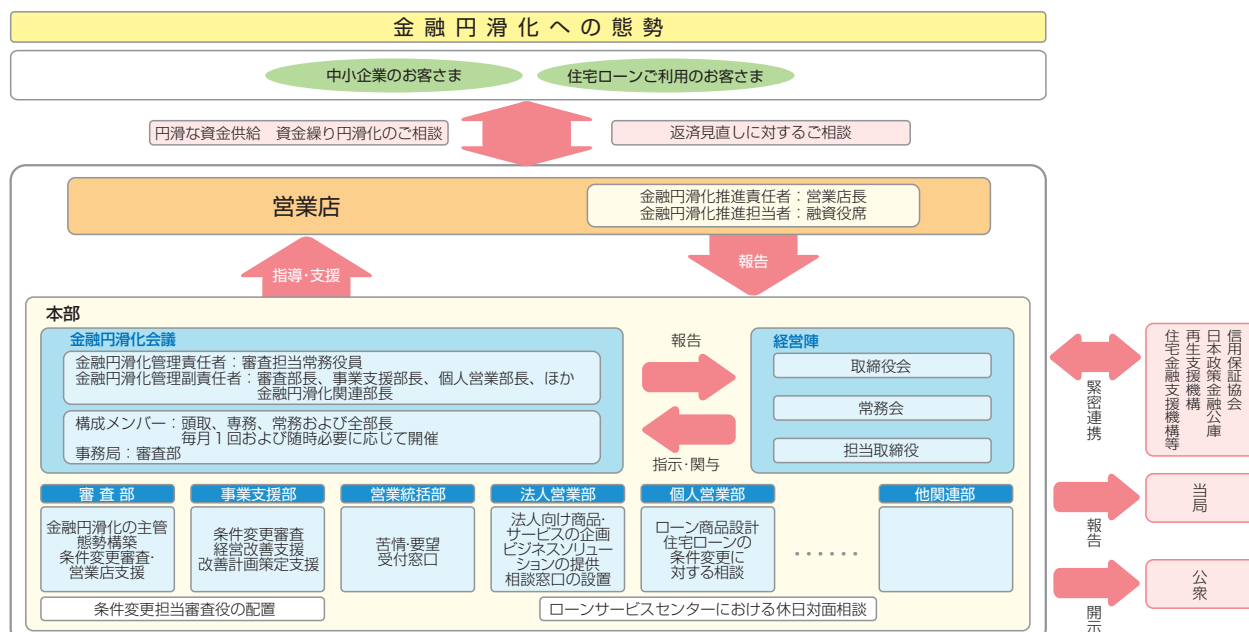 金融円滑化への態勢
中小企業のお客さま
住宅ローンご利用のお客さま
円滑な資金供給　資金繰り円滑化のご相談
返済見直しに対するご相談
営業店
金融円滑化推進責任者：営業店長
金融円滑化推進担当者：融資役席
指導・支援
報告
本部
金融円滑化会議
金融円滑化管理責任者：審査担当常務役員
金融円滑化管理副責任者：審査部長、事業支援部長、個人営業部長、ほか
金融円滑化関連部長
構成メンバー：頭取、専務、常務および全部長
毎月１回および随時必要に応じて開催
事務局：審査部
報告
指示・関与
経営陣
取締役会
常務会
担当取締役
審査部
金融円滑化の主管
態勢構築
条件変更審査・
営業店支援
事業支援部
条件変更審査
経営改善支援
改善計画策定支援
営業統括部
苦情・要望
受付窓口
法人営業部
法人向け商品・
サービスの企画
ビジネスソリュー
ションの提供
相談窓口の設置
個人営業部
ローン商品設計
住宅ローンの
条件変更に
対する相談
・・・・・・
他関連部
条件変更担当審査役の配置
ローンサービスセンターにおける休日対面相談
緊密連携
信用保証協会
日本政策金融公庫
再生支援機構
住宅金融支援機構等
報告
当局
開示
公衆